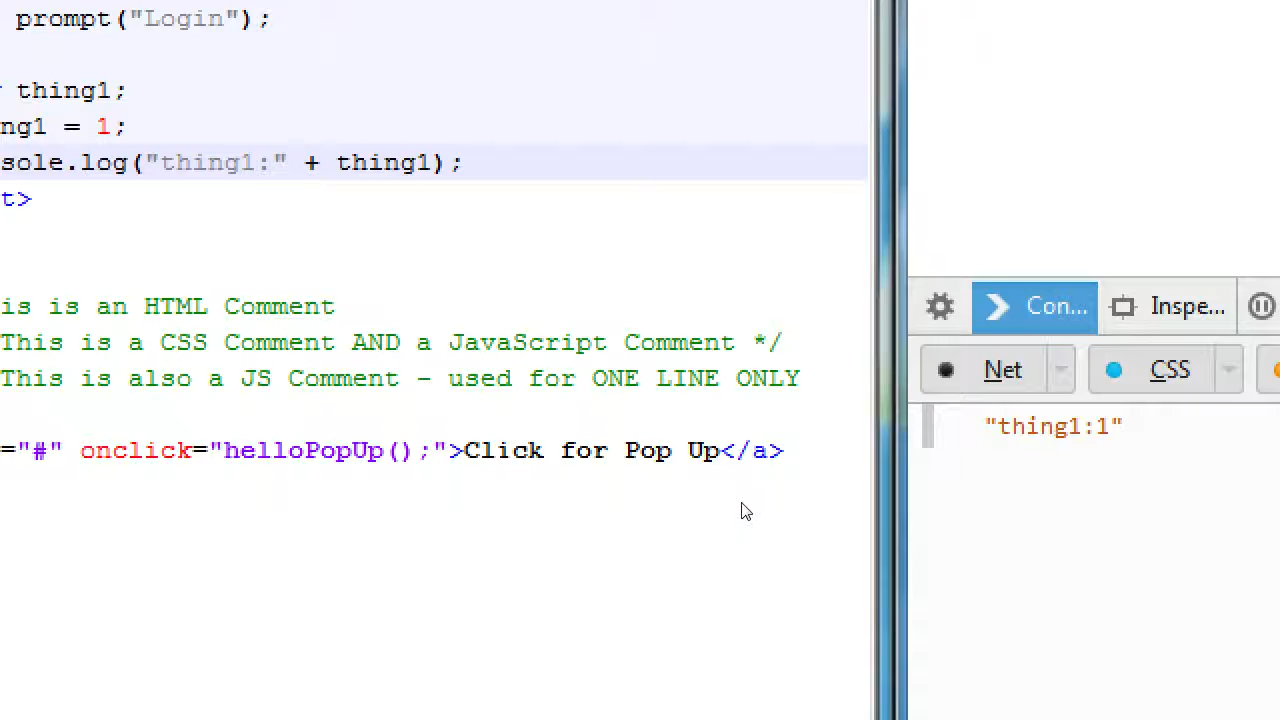 prompt("Login");
thing1;
ng1 = 1;
sole.log("thing1:" + thing1);
t>
is is an HTML Comment
This is a CSS Comment AND a JavaScript Comment */
This is also a JS Comment - used for ONE LINE ONLY
="#" onclick="helloPopUp();">Click for Pop Up</a>
Con... Inspe...
Net CSS
"thing1:1"